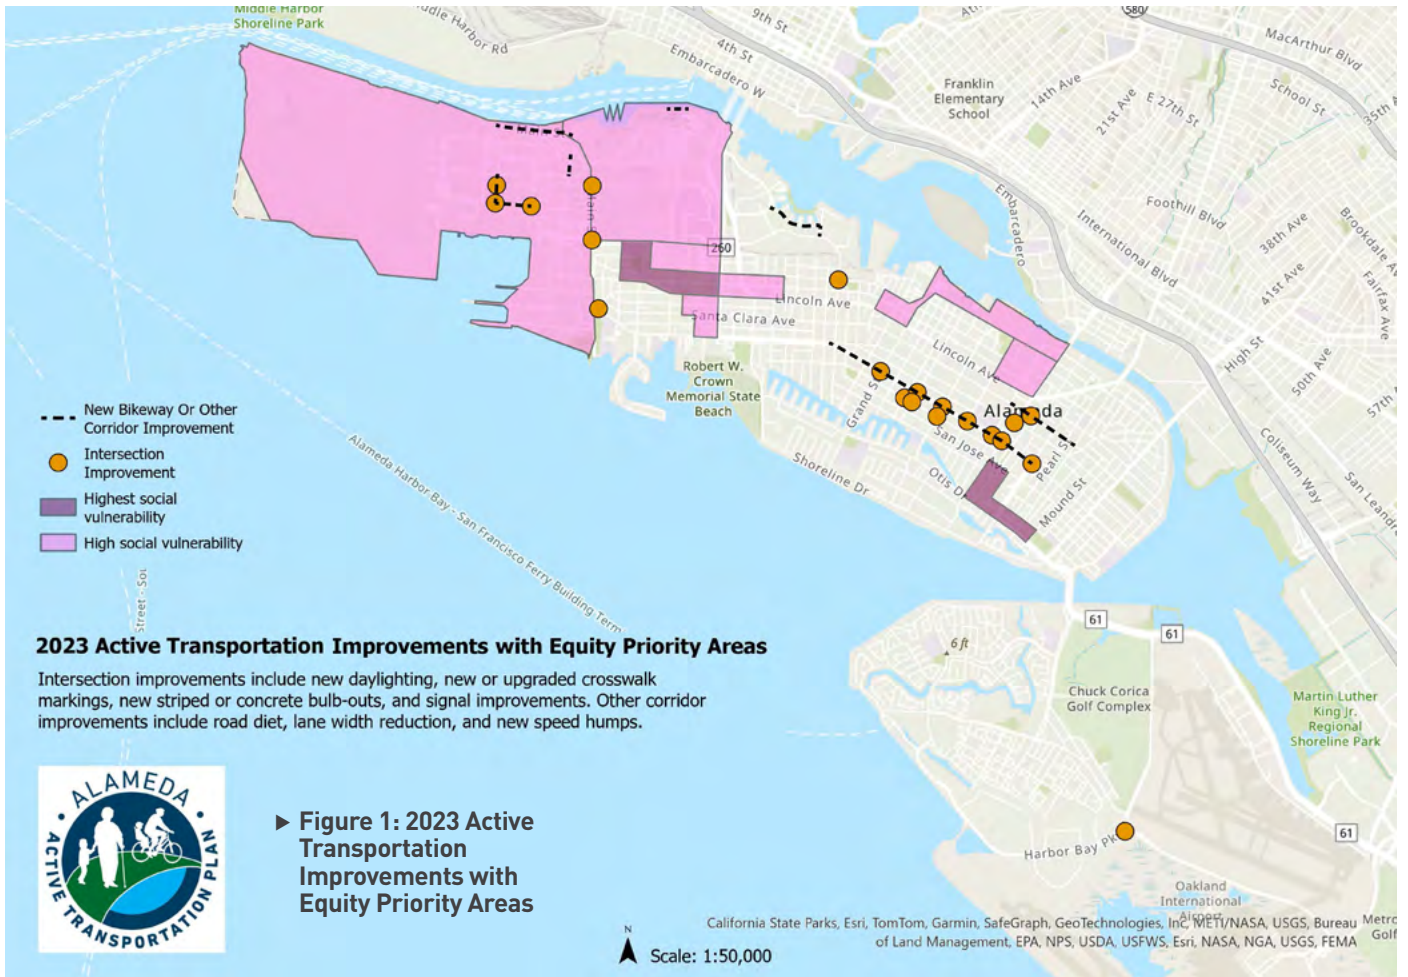 Middle Harbor
Shoreline Park
Middle Harbor Rd
9th St
4th St
Embarcadero W
580
MacArthur Blvd
School St
35th A
Franklin
Elementary
School
14th Ave
21st Ave
E 27th St
Embarcadero
International Blvd
Foothill Blvd
38th Ave
41st Ave
Brookdale Av
Fairfax Ave
High St
50th Ave
57th
Coliseum Way
San Leandr
260
Lincoln Ave
Santa Clara Ave
Robert W.
Crown
Memorial State
Beach
Lincoln Ave
Grand S
Alameda
San Jose Ave
Pearl S
Otis D
Mound St
Shoreline Dr
New Bikeway Or Other
Corridor Improvement
Intersection
Improvement
Highest social
vulnerability
High social vulnerability
Alameda Harbor Bay - San Francisco Ferry Building Term
Street - Sou
2023 Active Transportation Improvements with Equity Priority Areas
Intersection improvements include new daylighting, new or upgraded crosswalk
markings, new striped or concrete bulb-outs, and signal improvements. Other corridor
improvements include road diet, lane width reduction, and new speed humps.
61
61
6 ft
Chuck Corica
Golf Complex
Martin Luther
King Jr.
Regional
Shoreline Park
61
Harbor Bay Pk
Oakland
International
Airport
ALAMEDA
ACTIVE TRANSPORTATION PLAN
▶ Figure 1: 2023 Active
Transportation
Improvements with
Equity Priority Areas
N
Scale: 1:50,000
California State Parks, Esri, TomTom, Garmin, SafeGraph, GeoTechnologies, Inc, METI/NASA, USGS, Bureau
of Land Management, EPA, NPS, USDA, USFWS, Esri, NASA, NGA, USGS, FEMA
Metro
Golf